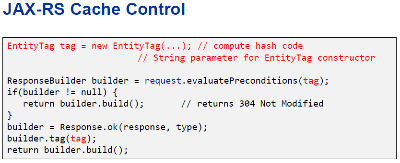 JAX-RS Cache Control
EntityTag tag = new EntityTag(...); // compute hash code
// String parameter for EntityTag constructor
ResponseBuilder builder = request.evaluatePreconditions(tag);
if(builder != null) {
return builder.build(); // returns 304 Not Modified
}
builder = Response.ok(response, type);
builder.tag(tag);
return builder.build();